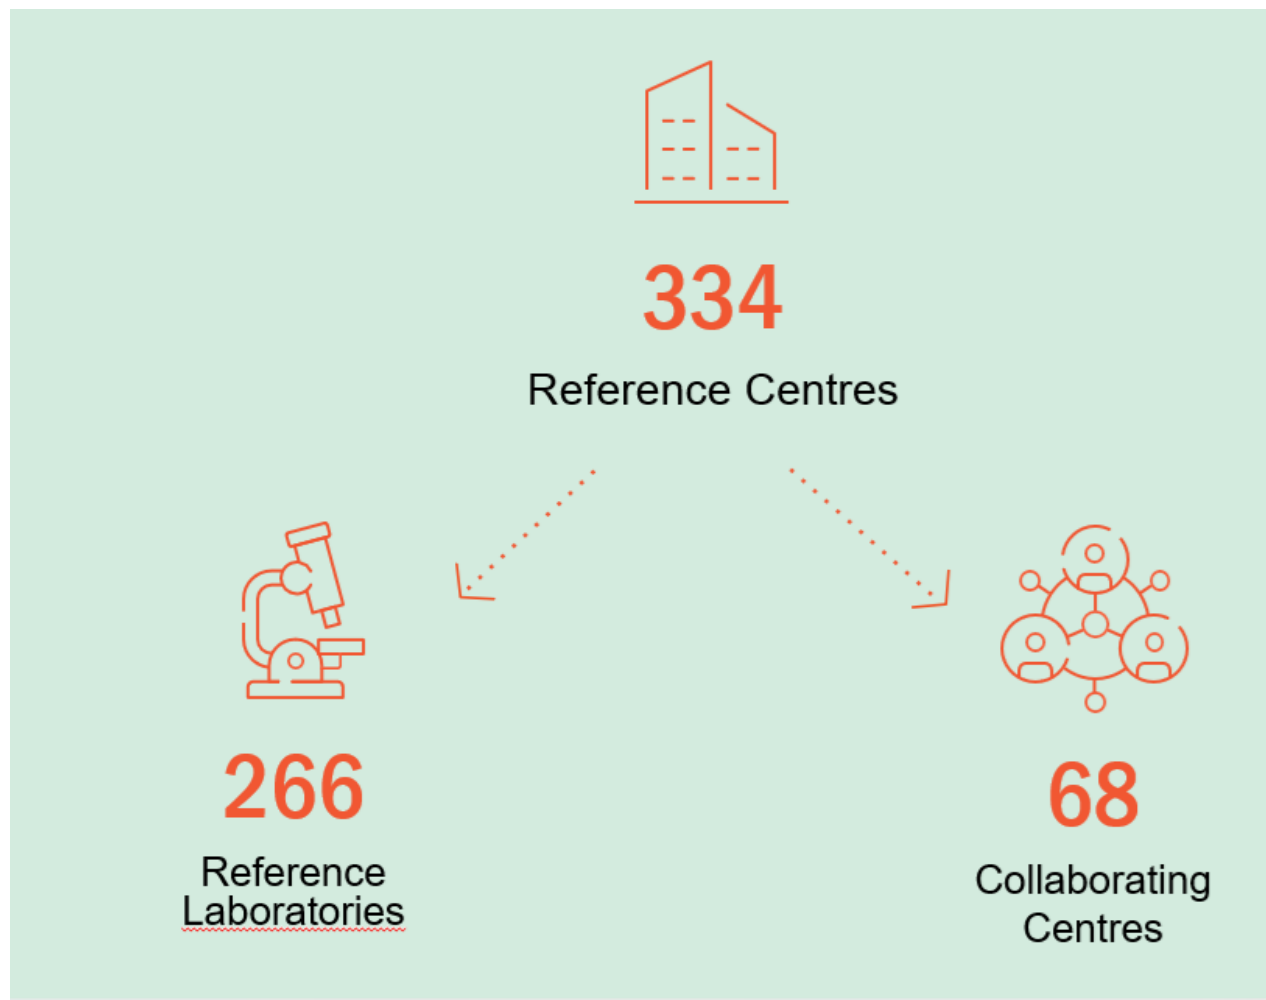 334
Reference Centres
266
Reference
Laboratories
68
Collaborating
Centres